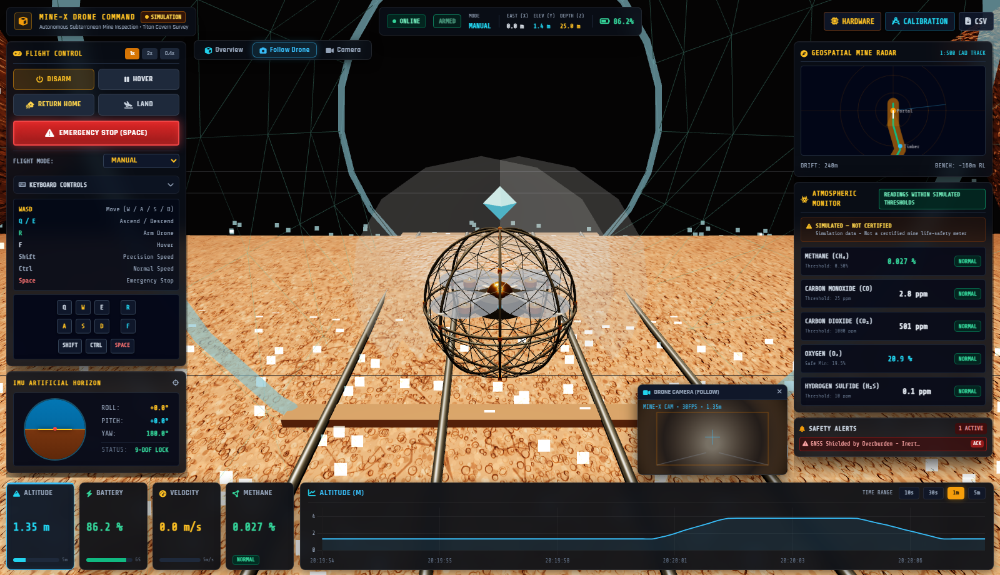 MINE-X DRONE COMMAND
SIMULATION
Autonomous Subterranean Mine Inspection • Titan Cavern Survey
ONLINE
ARMED
MODE
MANUAL
EAST (X)
0.0 m
ELEV (Y)
1.4 m
DEPTH (Z)
25.0 m
86.2%
HARDWARE
CALIBRATION
CSV
Overview
Follow Drone
Camera
FLIGHT CONTROL
1x
2x
0.4x
DISARM
HOVER
RETURN HOME
LAND
EMERGENCY STOP (SPACE)
FLIGHT MODE:
MANUAL
KEYBOARD CONTROLS
WASD Move (W / A / S / D)
Q / E Ascend / Descend
R Arm Drone
F Hover
Shift Precision Speed
Ctrl Normal Speed
Space Emergency Stop
Q W E R
A S D F
SHIFT CTRL SPACE
IMU ARTIFICIAL HORIZON
ROLL: +0.0°
PITCH: +0.0°
YAW: 180.0°
STATUS: 9-DOF LOCK
GEOSPATIAL MINE RADAR
1:500 CAD TRACK
Portal
Timber
DRIFT: 240m
BENCH: -160m RL
ATMOSPHERIC
MONITOR
READINGS WITHIN SIMULATED
THRESHOLDS
SIMULATED — NOT CERTIFIED
Simulation data - Not a certified mine life-safety meter
METHANE (CH₄)
Threshold: 0.50%
0.027 %
NORMAL
CARBON MONOXIDE (CO)
Threshold: 25 ppm
2.8 ppm
NORMAL
CARBON DIOXIDE (CO₂)
Threshold: 1000 ppm
501 ppm
NORMAL
OXYGEN (O₂)
Safe Min: 19.5%
20.9 %
NORMAL
HYDROGEN SULFIDE (H₂S)
Threshold: 10 ppm
0.1 ppm
NORMAL
SAFETY ALERTS
1 ACTIVE
GNSS Shielded by Overburden - Inert…
ACK
DRONE CAMERA (FOLLOW)
MINE-X CAM • 30FPS • 1.35m
ALTITUDE
1.35 m
5m
BATTERY
86.2 %
6S
VELOCITY
0.0 m/s
5m/s
METHANE
0.027 %
NORMAL
ALTITUDE (M)
TIME RANGE
10s
30s
1m
5m
4
2
0
20:19:54
20:19:55
20:19:58
20:20:01
20:20:03
20:20:06